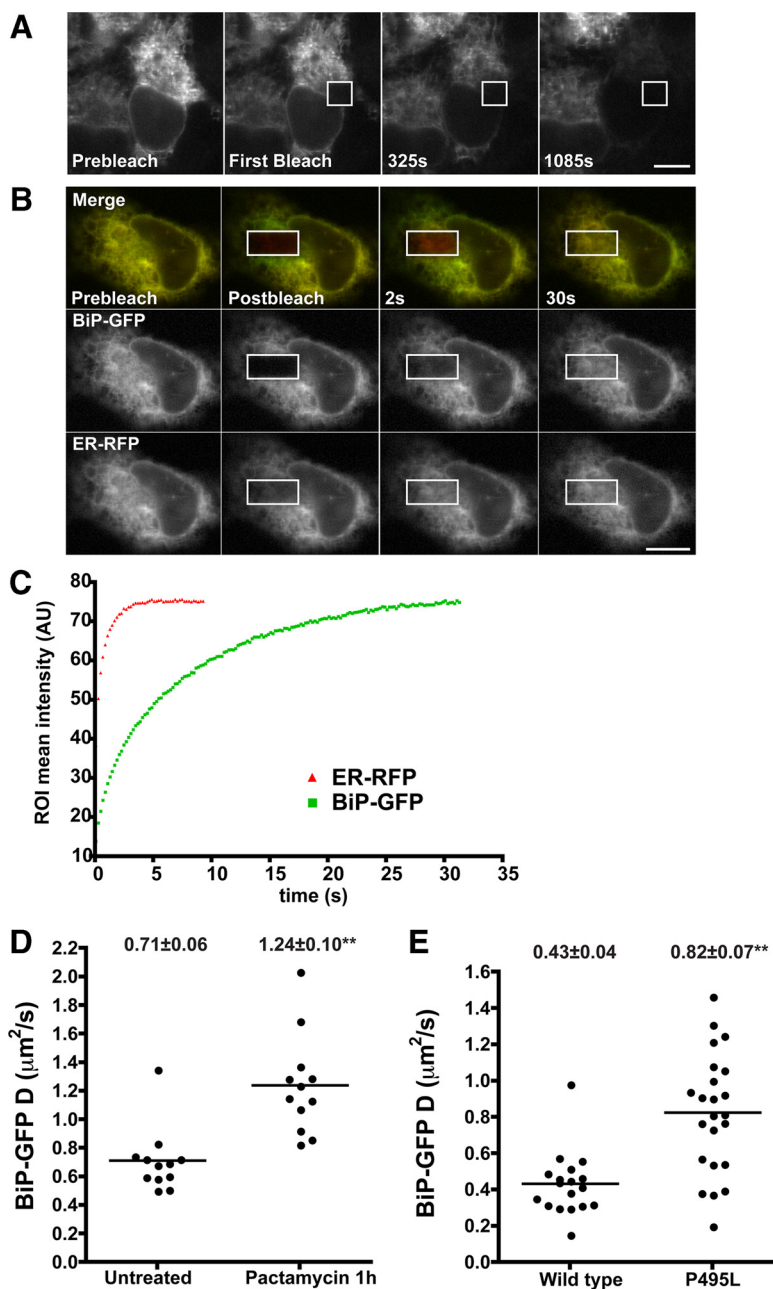 A
Prebleach
First Bleach
325s
1085s
B
Merge
Prebleach
Postbleach
2s
30s
BiP-GFP
ER-RFP
C
ROI mean intensity (AU)
80
70
60
50
40
30
20
10
0
5
10
15
20
25
30
35
time (s)
ER-RFP
BiP-GFP
D
BiP-GFP D (μm²/s)
0.71±0.06
1.24±0.10**
2.2
2.0
1.8
1.6
1.4
1.2
1.0
0.8
0.6
0.4
0.2
0.0
Untreated
Pactamycin 1h
E
BiP-GFP D (μm²/s)
0.43±0.04
0.82±0.07**
1.6
1.4
1.2
1.0
0.8
0.6
0.4
0.2
0.0
Wild type
P495L